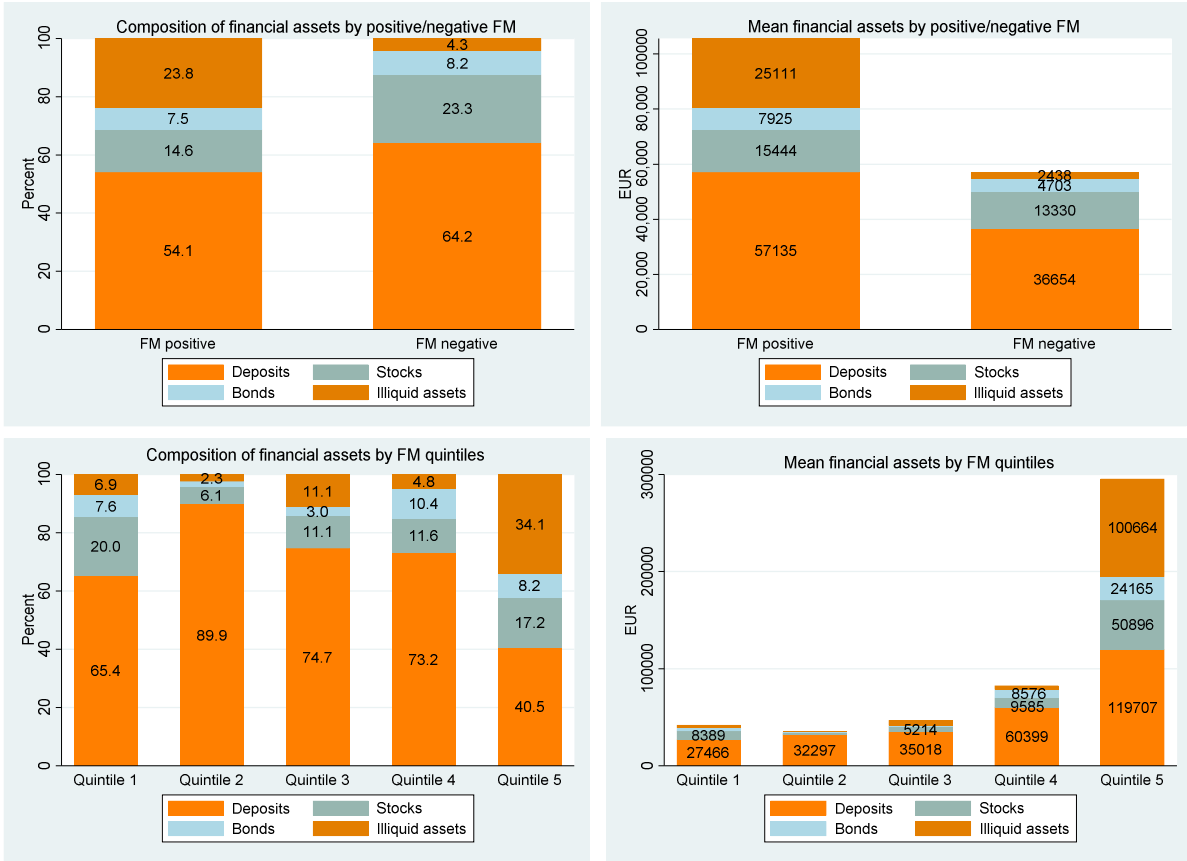 Composition of financial assets by positive/negative FM
Percent
0 20 40 60 80 100
23.8
7.5
14.6
54.1
4.3
8.2
23.3
64.2
FM positive FM negative
Deposits Stocks
Bonds Illiquid assets
Mean financial assets by positive/negative FM
EUR
0 20,000 40,000 60,000 80,000 100000
25111
7925
15444
57135
2438
4703
13330
36654
FM positive FM negative
Deposits Stocks
Bonds Illiquid assets
Composition of financial assets by FM quintiles
Percent
0 20 40 60 80 100
6.9
7.6
20.0
65.4
2.3
6.1
89.9
11.1
3.0
11.1
74.7
4.8
10.4
11.6
73.2
34.1
8.2
17.2
40.5
Quintile 1 Quintile 2 Quintile 3 Quintile 4 Quintile 5
Deposits Stocks
Bonds Illiquid assets
Mean financial assets by FM quintiles
EUR
0 100000 200000 300000
8389
27466
32297
5214
35018
8576
9585
60399
100664
24165
50896
119707
Quintile 1 Quintile 2 Quintile 3 Quintile 4 Quintile 5
Deposits Stocks
Bonds Illiquid assets